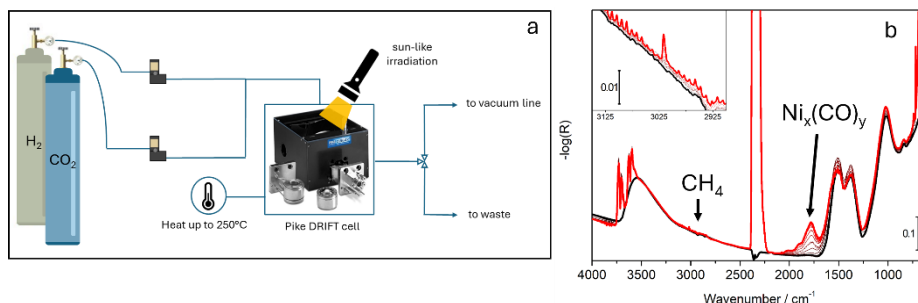 a
sun-like
irradiation
to vacuum line
H2
CO2
Heat up to 250ºC
Pike DRIFT cell
to waste
b
0.01
3125 3025 2925
Nix(CO)y
CH4
-log(R)
0.1
4000 3500 3000 2500 2000 1500 1000
Wavenumber / cm-1